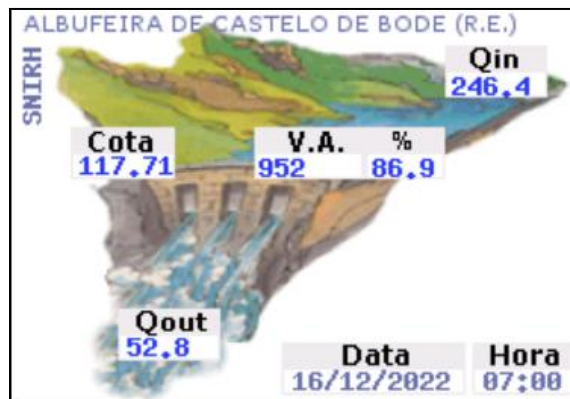 ALBUFEIRA DE CASTELO DE BODE (R.E.)
SNIRH
Qin
246.4
Cota
117.71
V.A. %
952 86.9
Qout
52.8
Data Hora
16/12/2022 07:00